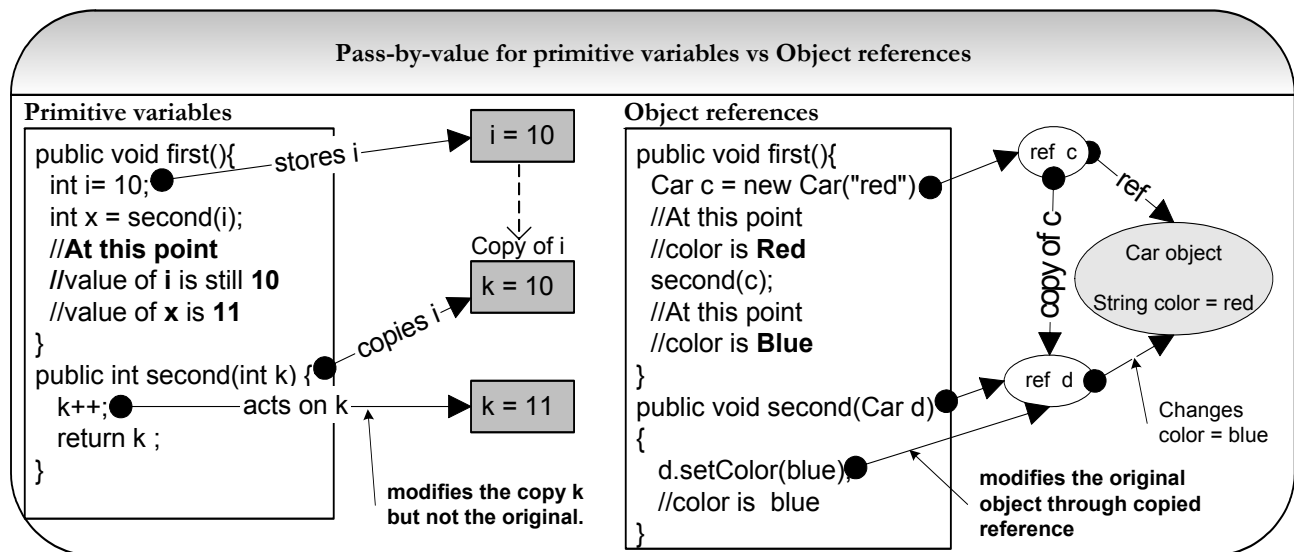 Pass-by-value for primitive variables vs Object references
Primitive variables
public void first(){
int i= 10;
int x = second(i);
//At this point
//value of i is still 10
//value of x is 11
}
public int second(int k) {
k++;
return k ;
}
stores i
i = 10
Copy of i
k = 10
copies i
acts on k
k = 11
modifies the copy k
but not the original.
Object references
public void first(){
Car c = new Car("red")
//At this point
//color is Red
second(c);
//At this point
//color is Blue
}
public void second(Car d)
{
d.setColor(blue);
//color is blue
}
ref c
ref
copy of c
Car object
String color = red
ref d
Changes
color = blue
modifies the original
object through copied
reference